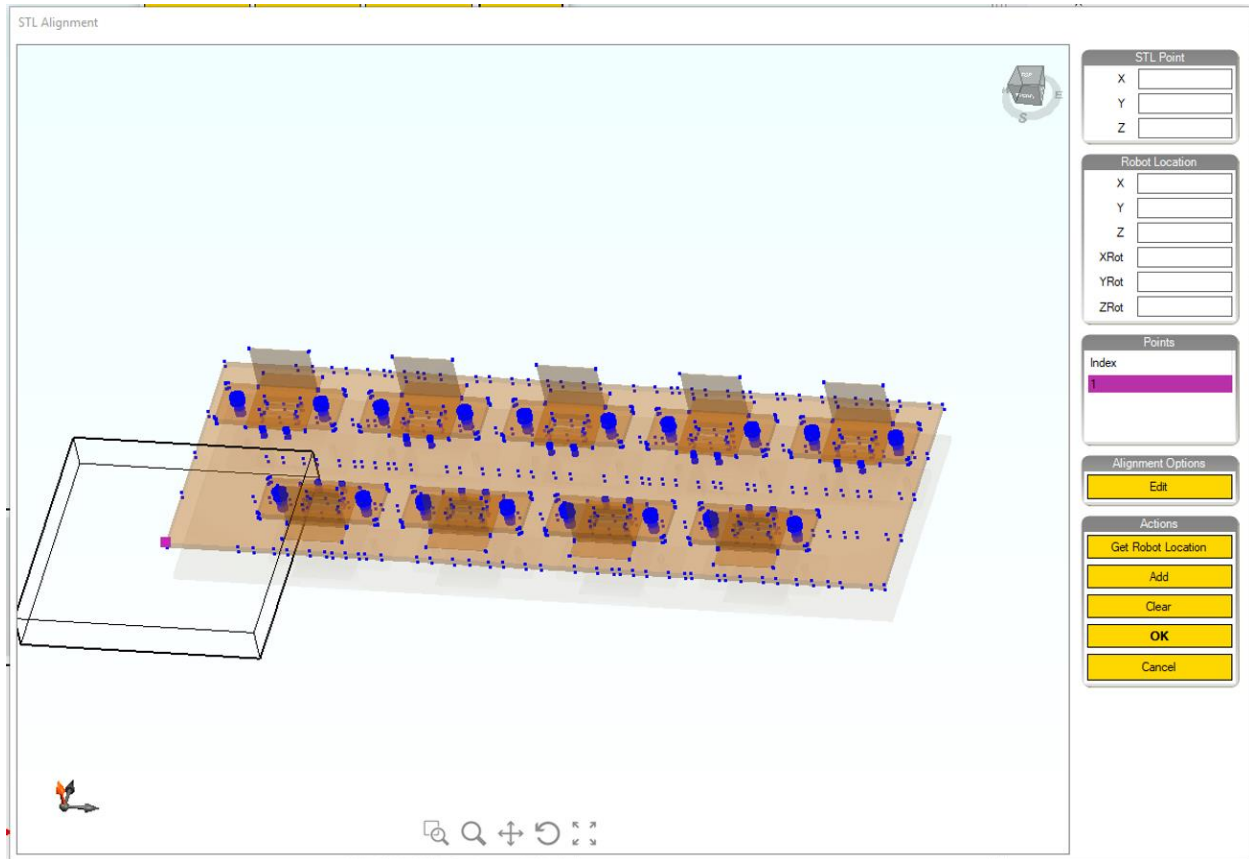 STL Alignment
TOP
E
S
STL Point
X
Y
Z
Robot Location
X
Y
Z
XRot
YRot
ZRot
Points
Index
1
Alignment Options
Edit
Actions
Get Robot Location
Add
Clear
OK
Cancel